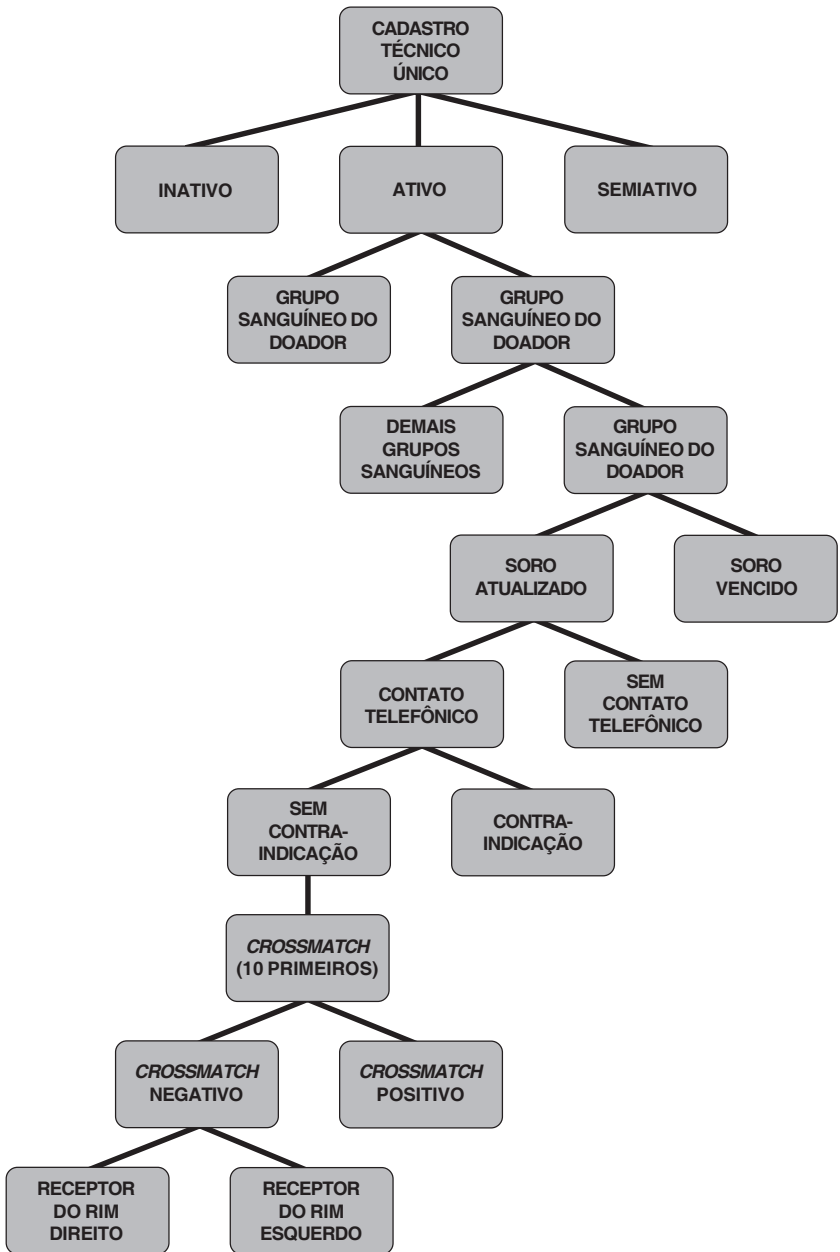 CADASTRO
TÉCNICO
ÚNICO
INATIVO
ATIVO
SEMIATIVO
GRUPO
SANGUÍNEO DO
DOADOR
GRUPO
SANGUÍNEO DO
DOADOR
DEMAIS
GRUPOS
SANGUÍNEOS
GRUPO
SANGUÍNEO DO
DOADOR
SORO
ATUALIZADO
SORO
VENCIDO
CONTATO
TELEFÔNICO
SEM
CONTATO
TELEFÔNICO
SEM
CONTRA-
INDICAÇÃO
CONTRA-
INDICAÇÃO
CROSSMATCH
(10 PRIMEIROS)
CROSSMATCH
NEGATIVO
CROSSMATCH
POSITIVO
RECEPTOR
DO RIM
DIREITO
RECEPTOR
DO RIM
ESQUERDO